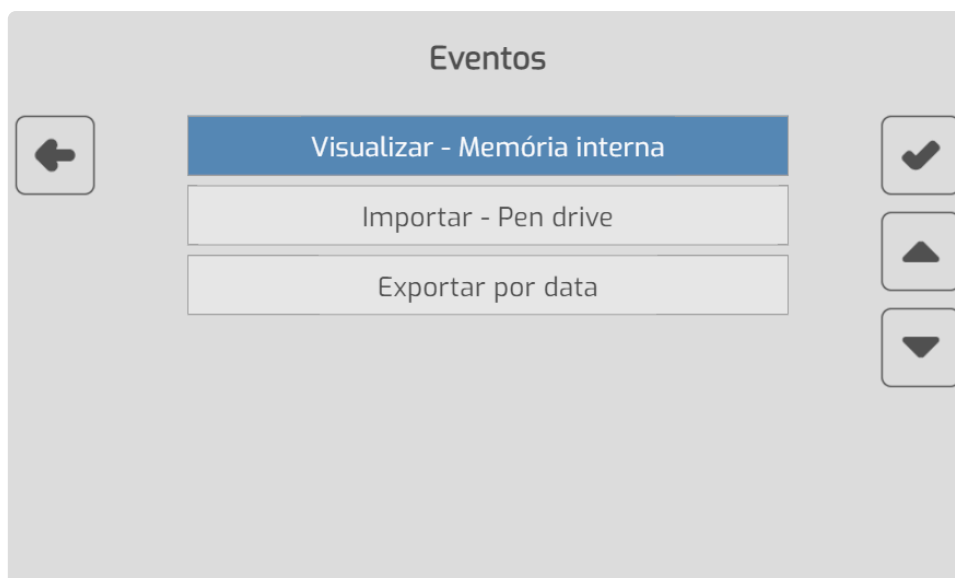 Eventos
Visualizar - Memória interna
Importar - Pen drive
Exportar por data